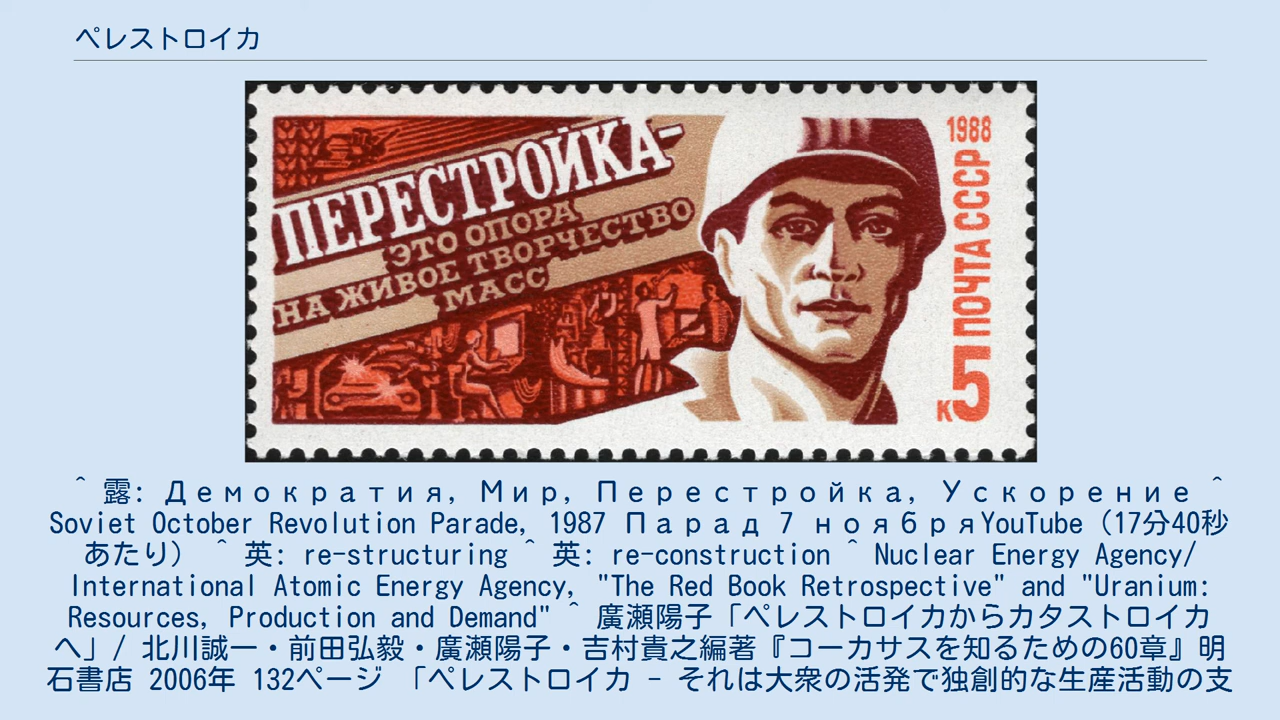 ペレストロイカ
ПЕРЕСТРОЙКА-
ЭТО ОПОРА
НА ЖИВОЕ ТВОРЧЕСТВО
МАСС
1988
ПОЧТА СССР
5
К
^ 露: Демократия, Мир, Перестройка, Ускорение ^
Soviet October Revolution Parade, 1987 Парад 7 ноябряYouTube（17分40秒
あたり） ^ 英: re-structuring ^ 英: re-construction ^ Nuclear Energy Agency/
International Atomic Energy Agency, "The Red Book Retrospective" and "Uranium:
Resources, Production and Demand" ^ 廣瀬陽子「ペレストロイカからカタストロイカ
へ」/ 北川誠一・前田弘毅・廣瀬陽子・吉村貴之編著『コーカサスを知るための60章』明
石書店 2006年 132ページ 「ペレストロイカ - それは大衆の活発で独創的な生産活動の支